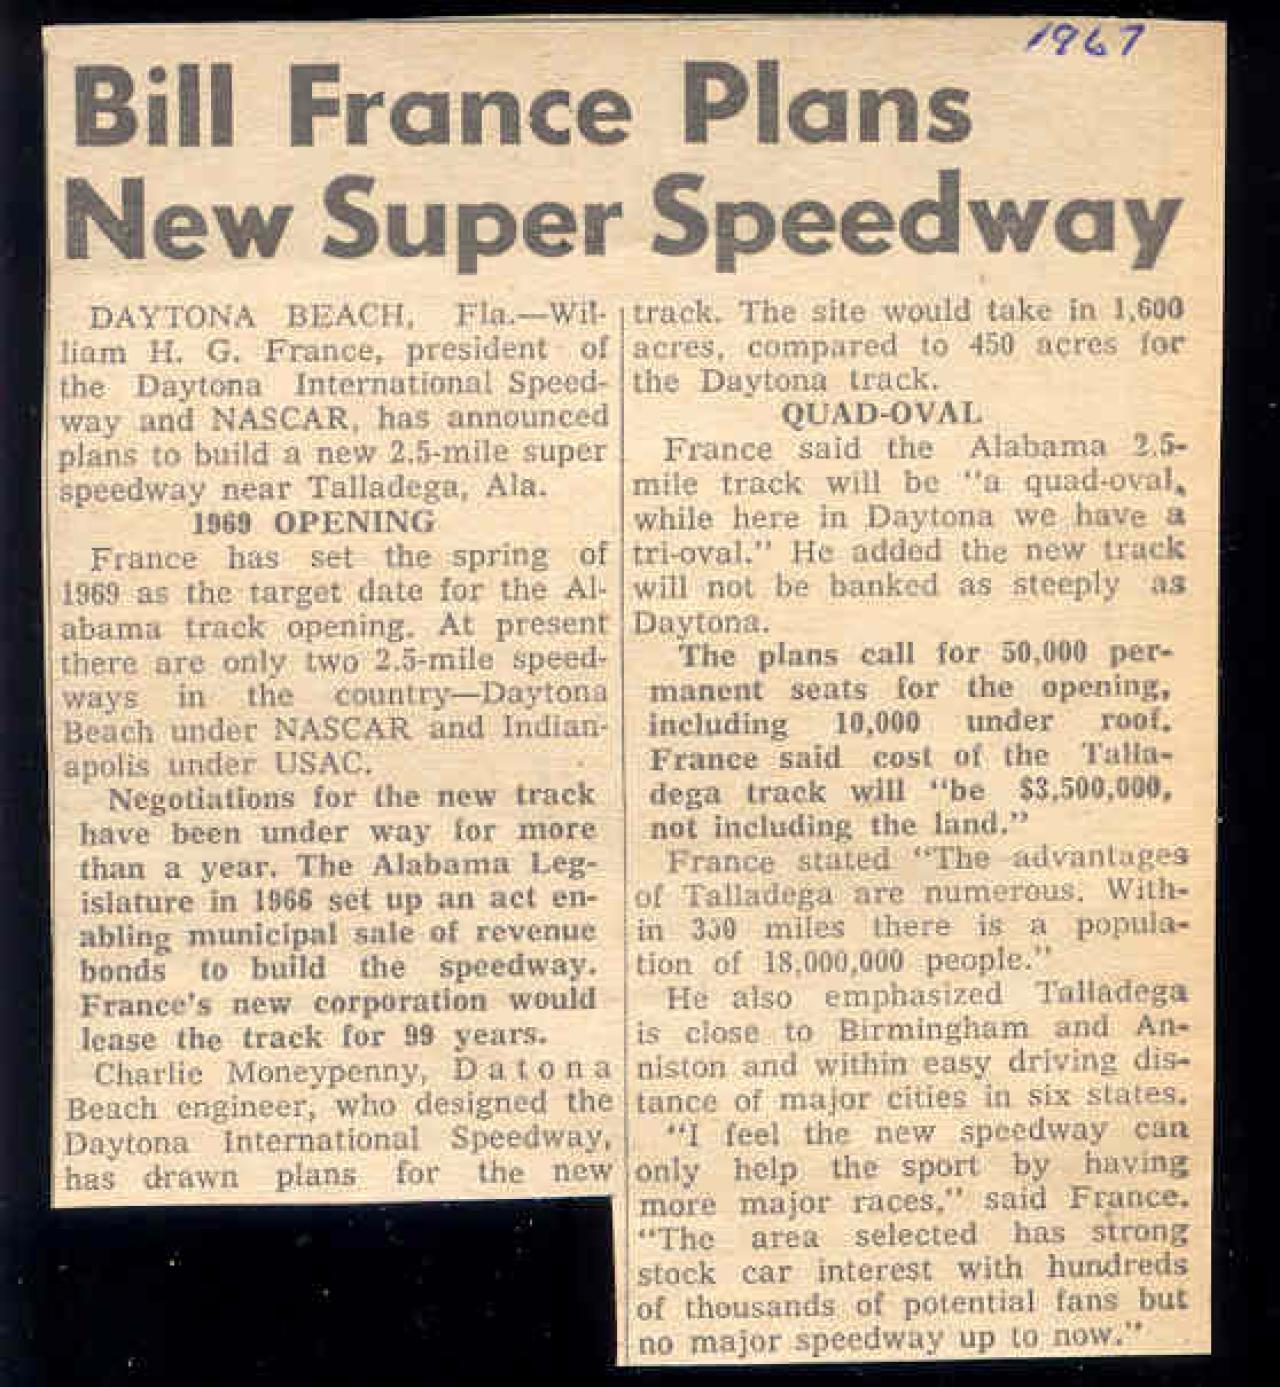 1967
Bill France Plans
New Super Speedway
DAYTONA BEACH, Fla.—Wil-
liam H. G. France, president of
the Daytona International Speed-
way and NASCAR, has announced
plans to build a new 2.5-mile super
speedway near Talladega, Ala.
1969 OPENING
France has set the spring of
1969 as the target date for the Al-
abama track opening. At present
there are only two 2.5-mile speed-
ways in the country—Daytona
Beach under NASCAR and Indian-
apolis under USAC.
Negotiations for the new track
have been under way for more
than a year. The Alabama Leg-
islature in 1966 set up an act en-
abling municipal sale of revenue
bonds to build the speedway.
France's new corporation would
lease the track for 99 years.
Charlie Moneypenny, Datona
Beach engineer, who designed the
Daytona International Speedway,
has drawn plans for the new
track. The site would take in 1,600
acres, compared to 450 acres for
the Daytona track.
QUAD-OVAL
France said the Alabama 2.5-
mile track will be "a quad-oval,
while here in Daytona we have a
tri-oval." He added the new track
will not be banked as steeply as
Daytona.
The plans call for 50,000 per-
manent seats for the opening,
including 10,000 under roof.
France said cost of the Talla-
dega track will "be $3,500,000,
not including the land."
France stated "The advantages
of Talladega are numerous. With-
in 350 miles there is a popula-
tion of 18,000,000 people."
He also emphasized Talladega
is close to Birmingham and An-
niston and within easy driving dis-
tance of major cities in six states.
"I feel the new speedway can
only help the sport by having
more major races," said France.
"The area selected has strong
stock car interest with hundreds
of thousands of potential fans but
no major speedway up to now."